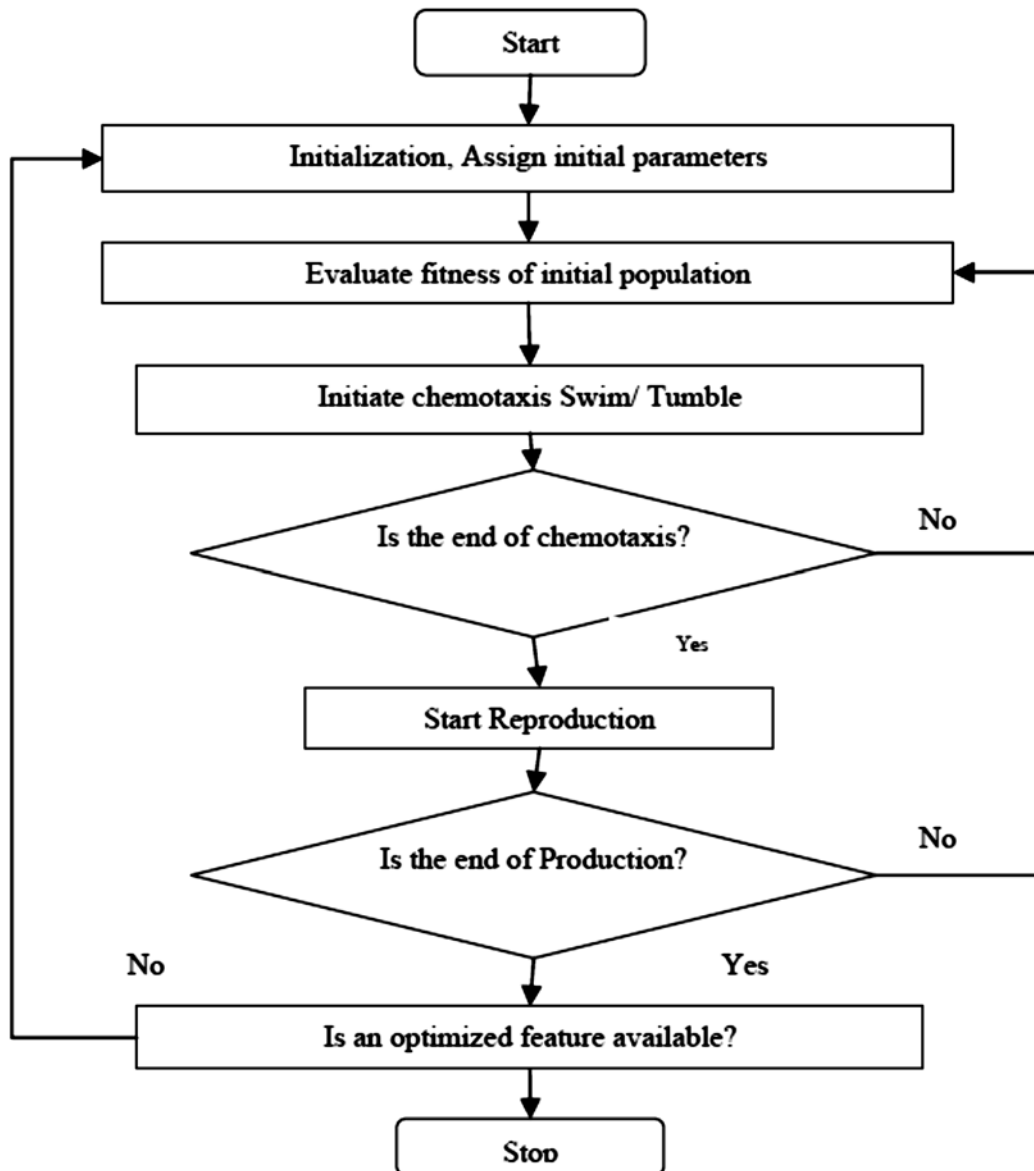 Start
Initialization, Assign initial parameters
Evaluate fitness of initial population
Initiate chemotaxis Swim/ Tumble
Is the end of chemotaxis?
No
Yes
Start Reproduction
Is the end of Production?
No
No
Yes
Is an optimized feature available?
Stop